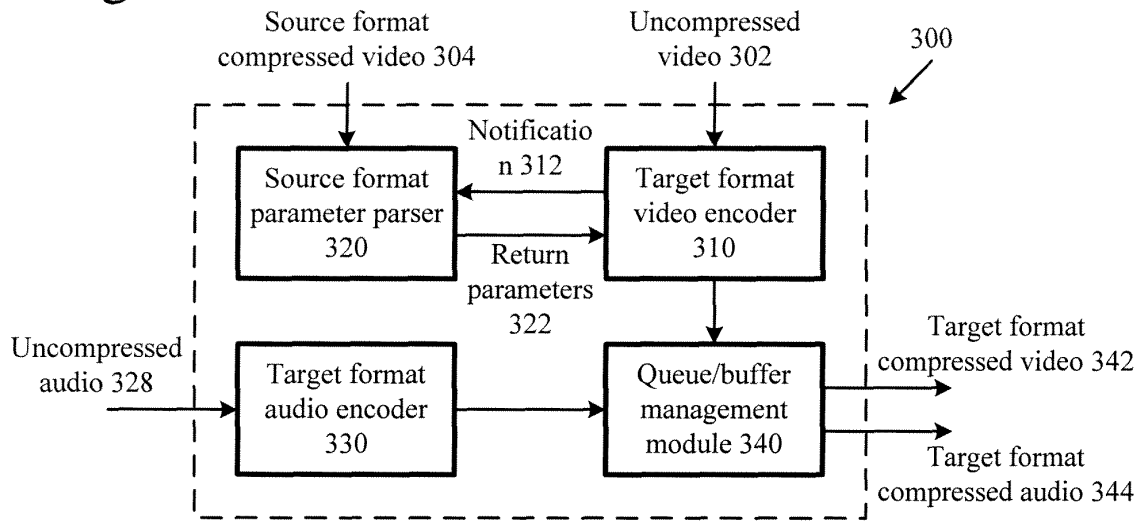 Source format
compressed video 304
Uncompressed
video 302
300
Notificatio
n 312
Source format
parameter parser
320
Target format
video encoder
310
Return
parameters
322
Uncompressed
audio 328
Target format
audio encoder
330
Queue/buffer
management
module 340
Target format
compressed video 342
Target format
compressed audio 344